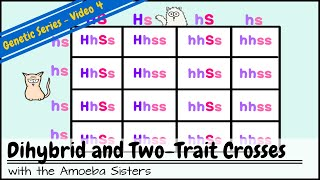 Genetic Series - Video 4
Hs hS hs
hs HhSs Hhss hhSs hhss
HhSs Hhss hhSs hhss
hs HhSs Hhss hhSs hhss
HhSs Hhss hhSs hhss
Dihybrid and Two-Trait Crosses
with the Amoeba Sisters